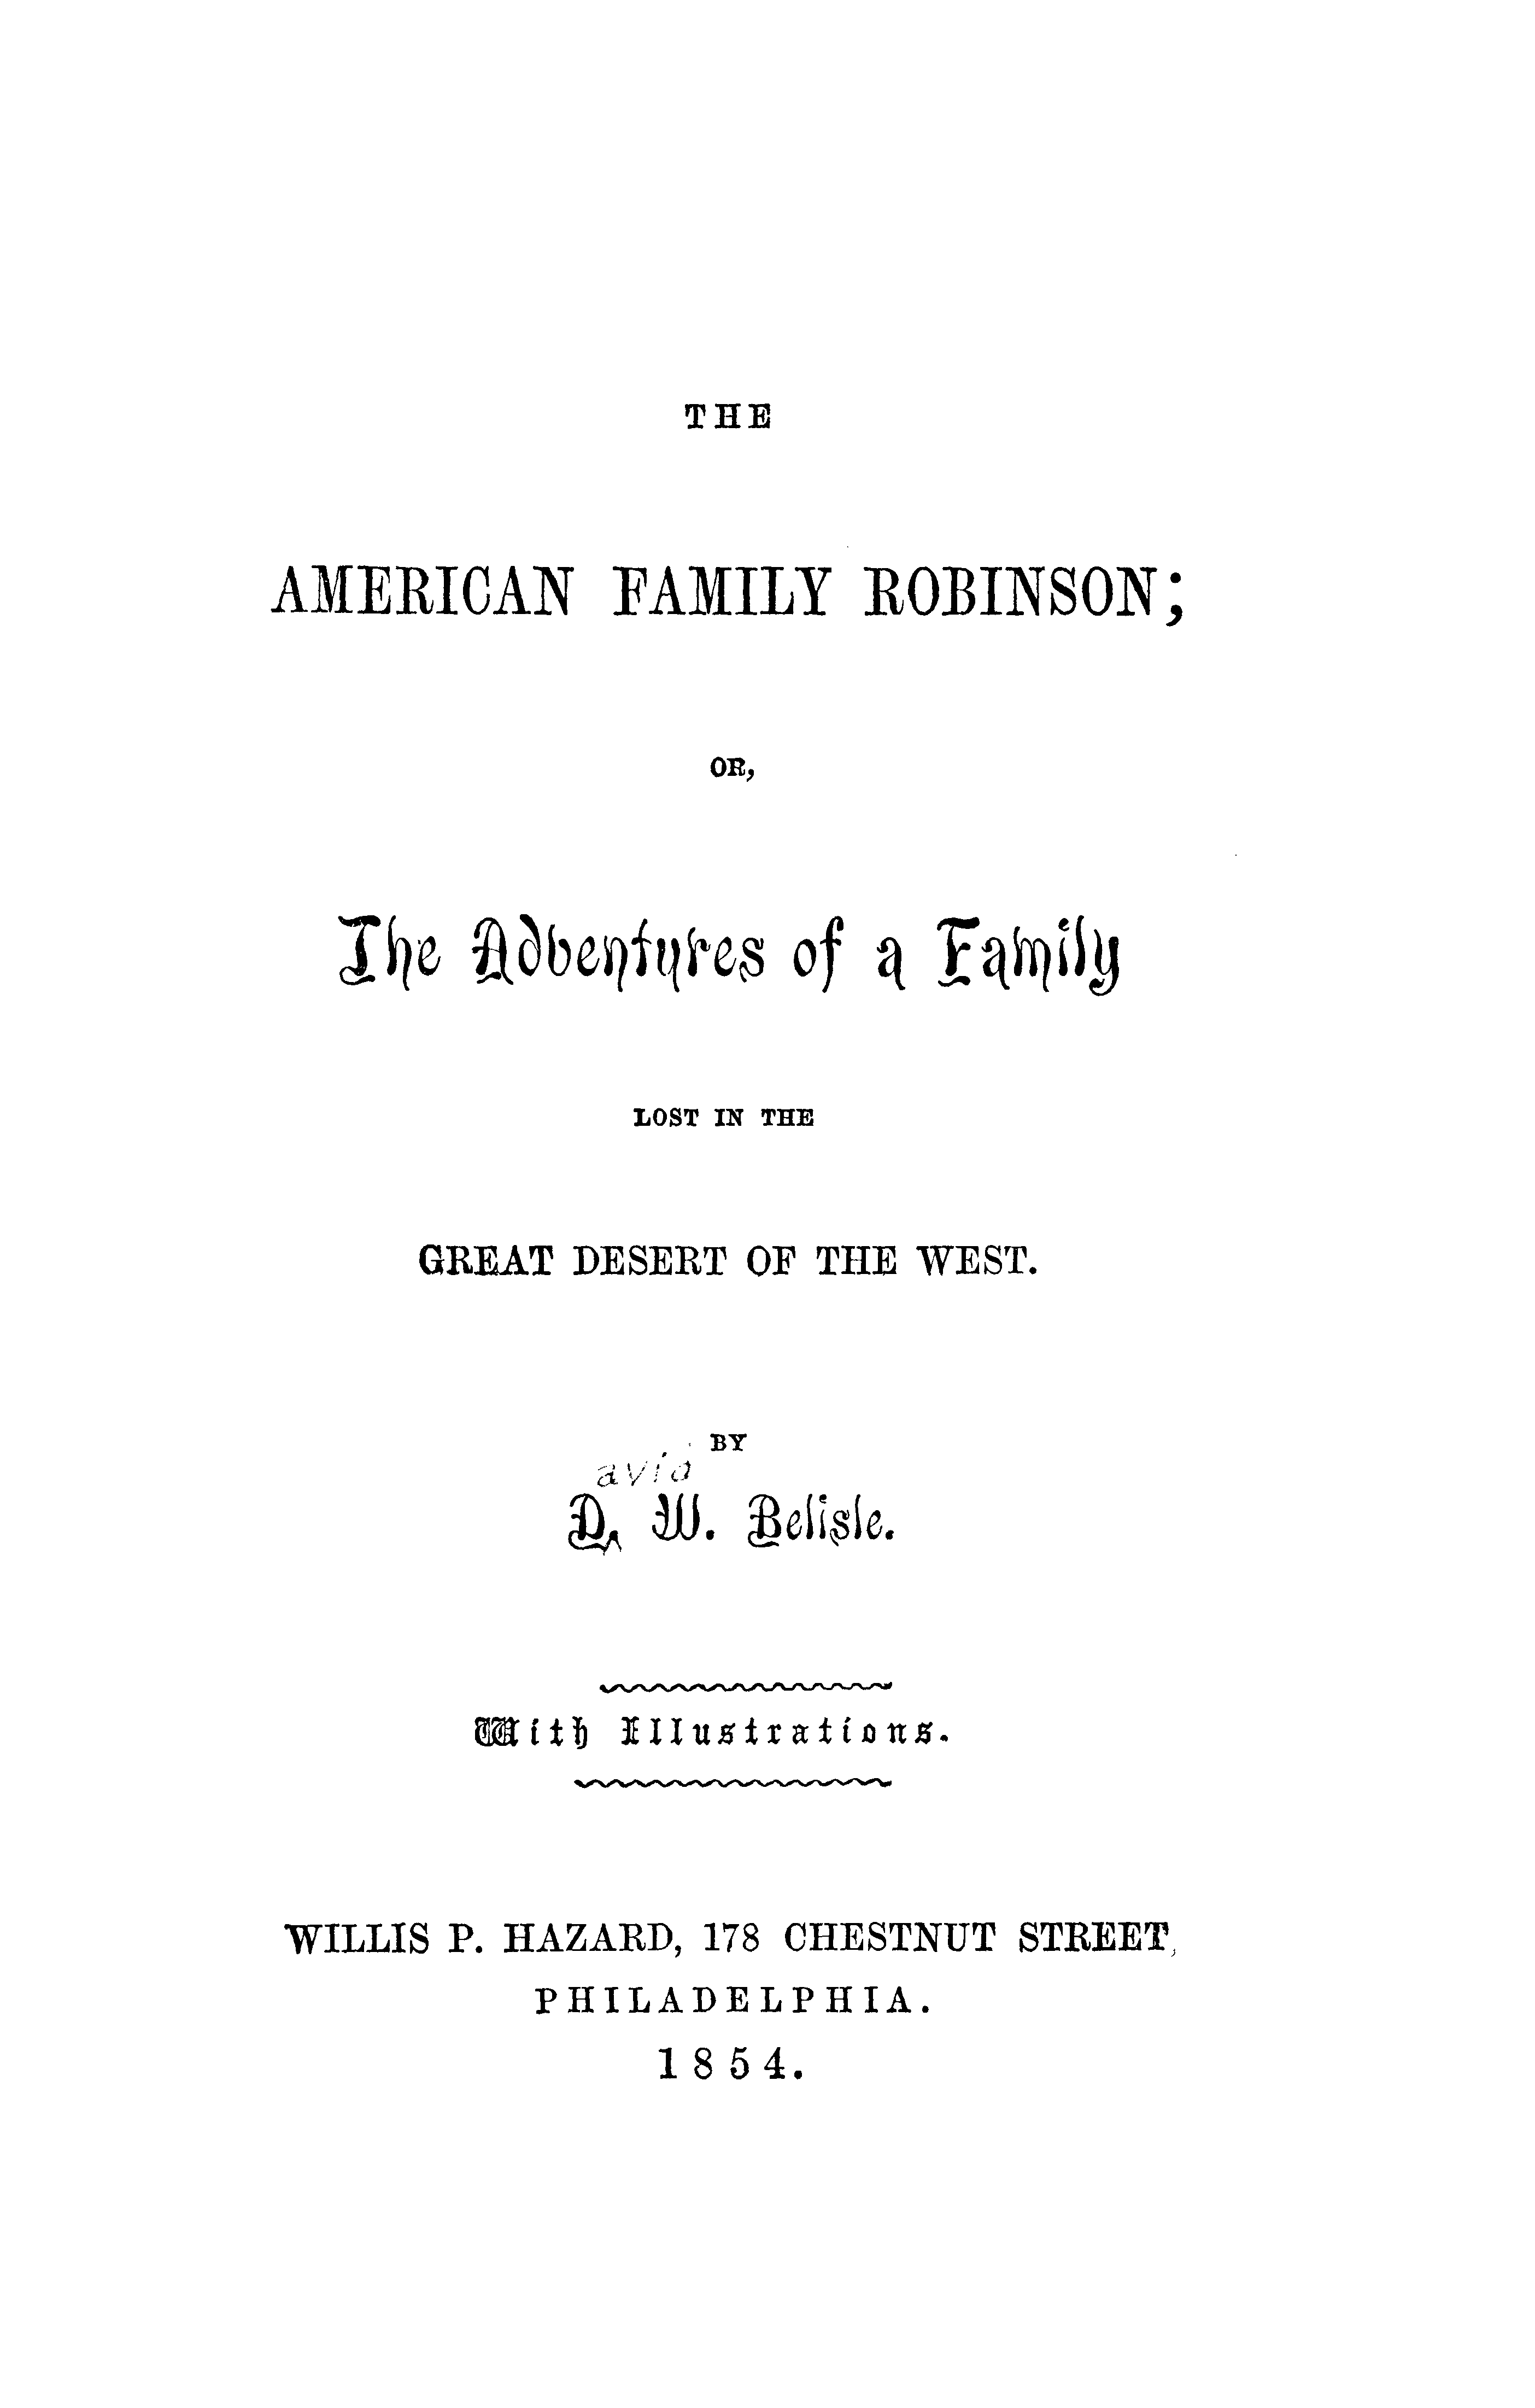 THE
AMERICAN FAMILY ROBINSON;
OR,
The Adventures of a Family
LOST IN THE
GREAT DESERT OF THE WEST.
BY
avid
D. W. Belisle.
With Illustrations.
WILLIS P. HAZARD, 178 CHESTNUT STREET,
PHILADELPHIA.
1854.